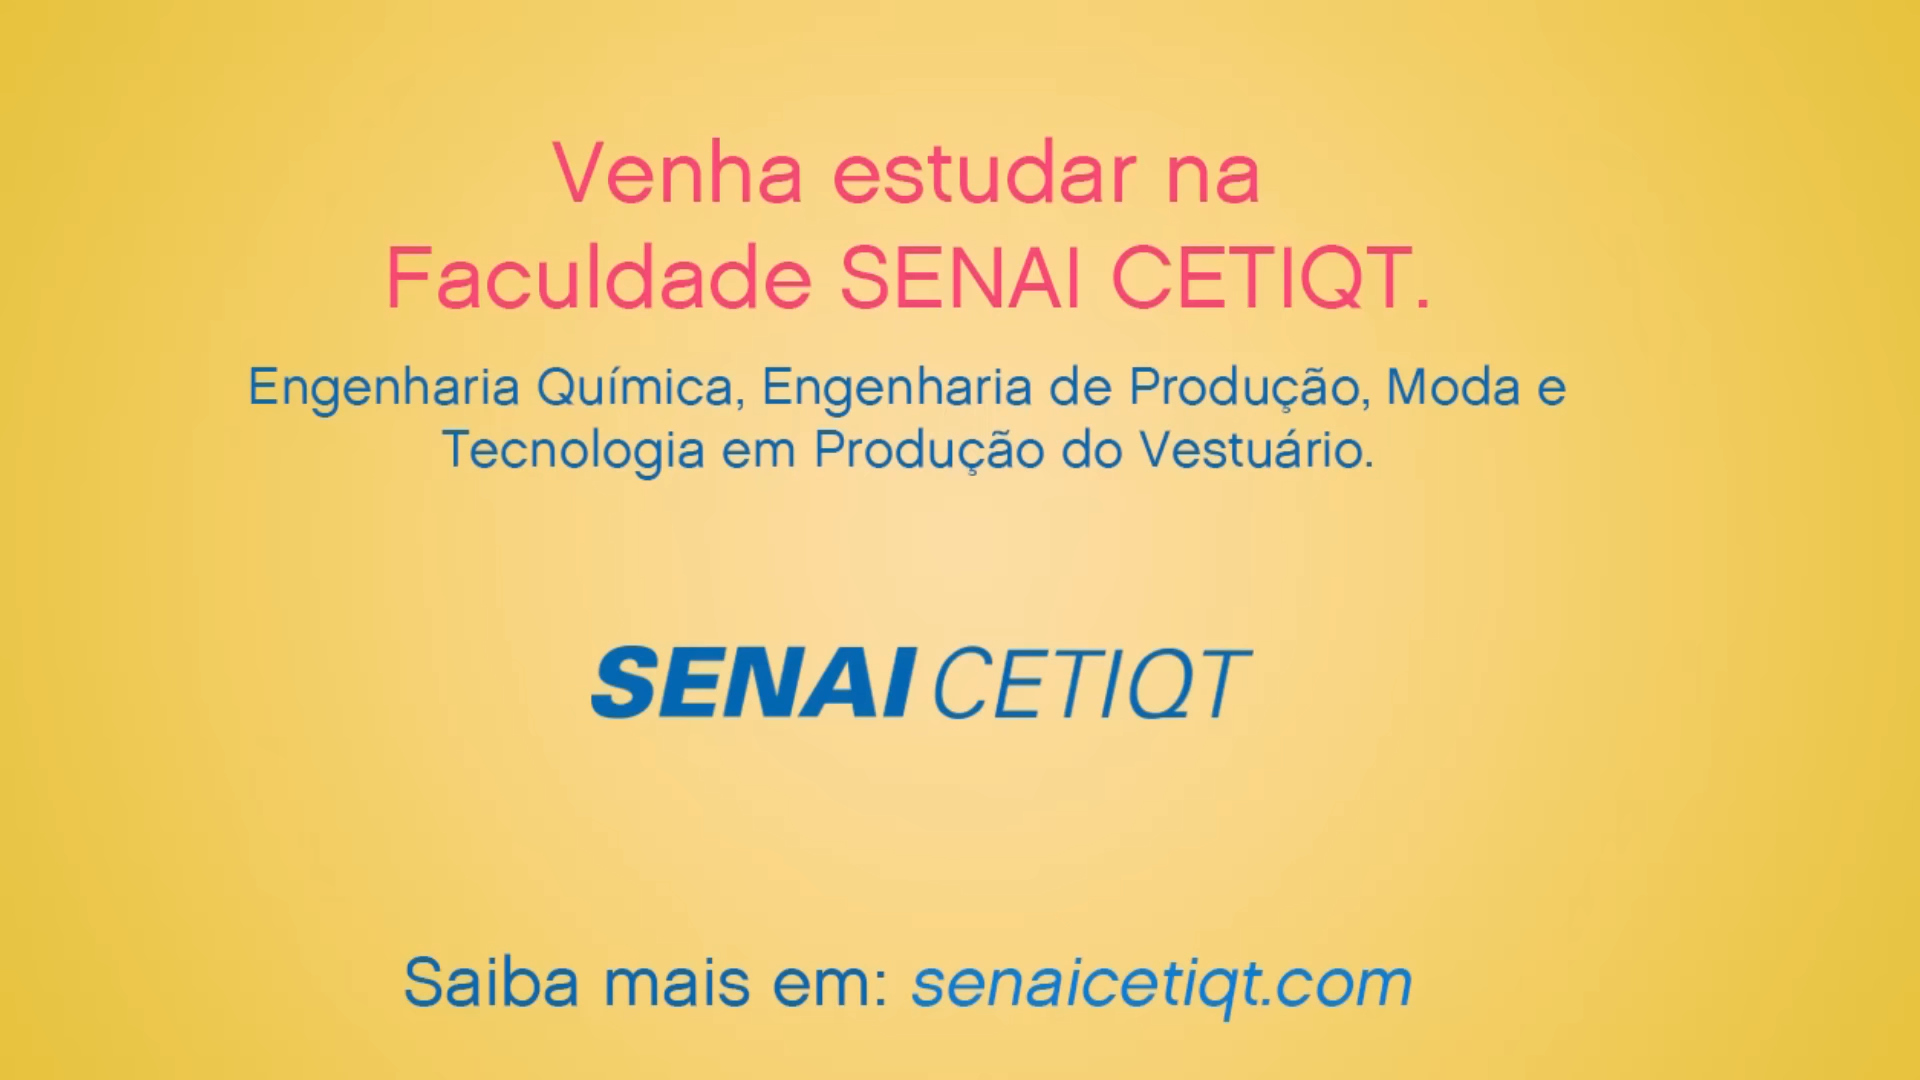 Venha estudar na
Faculdade SENAI CETIQT.
Engenharia Química, Engenharia de Produção, Moda e
Tecnologia em Produção do Vestuário.
SENAI CETIQT
Saiba mais em: senaicetiqt.com